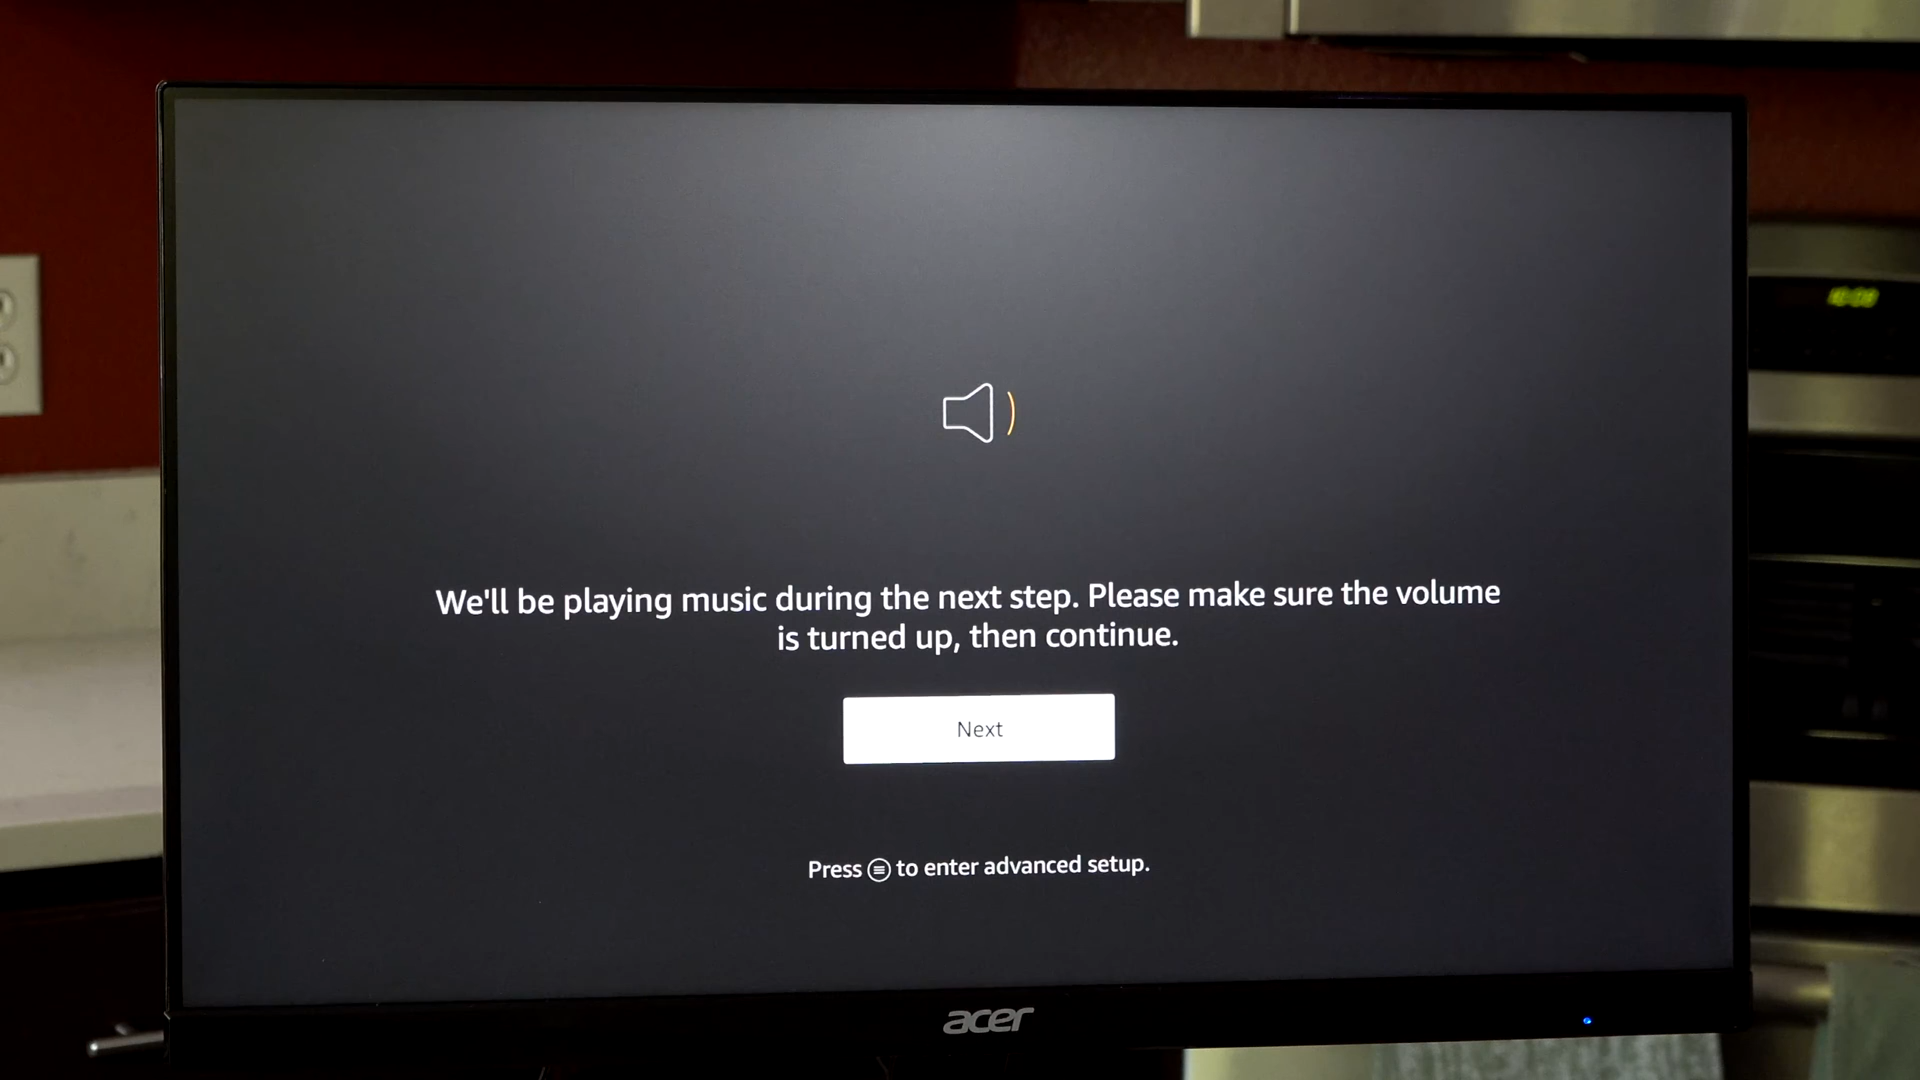 We'll be playing music during the next step. Please make sure the volume
is turned up, then continue.
Next
Press to enter advanced setup.
acer